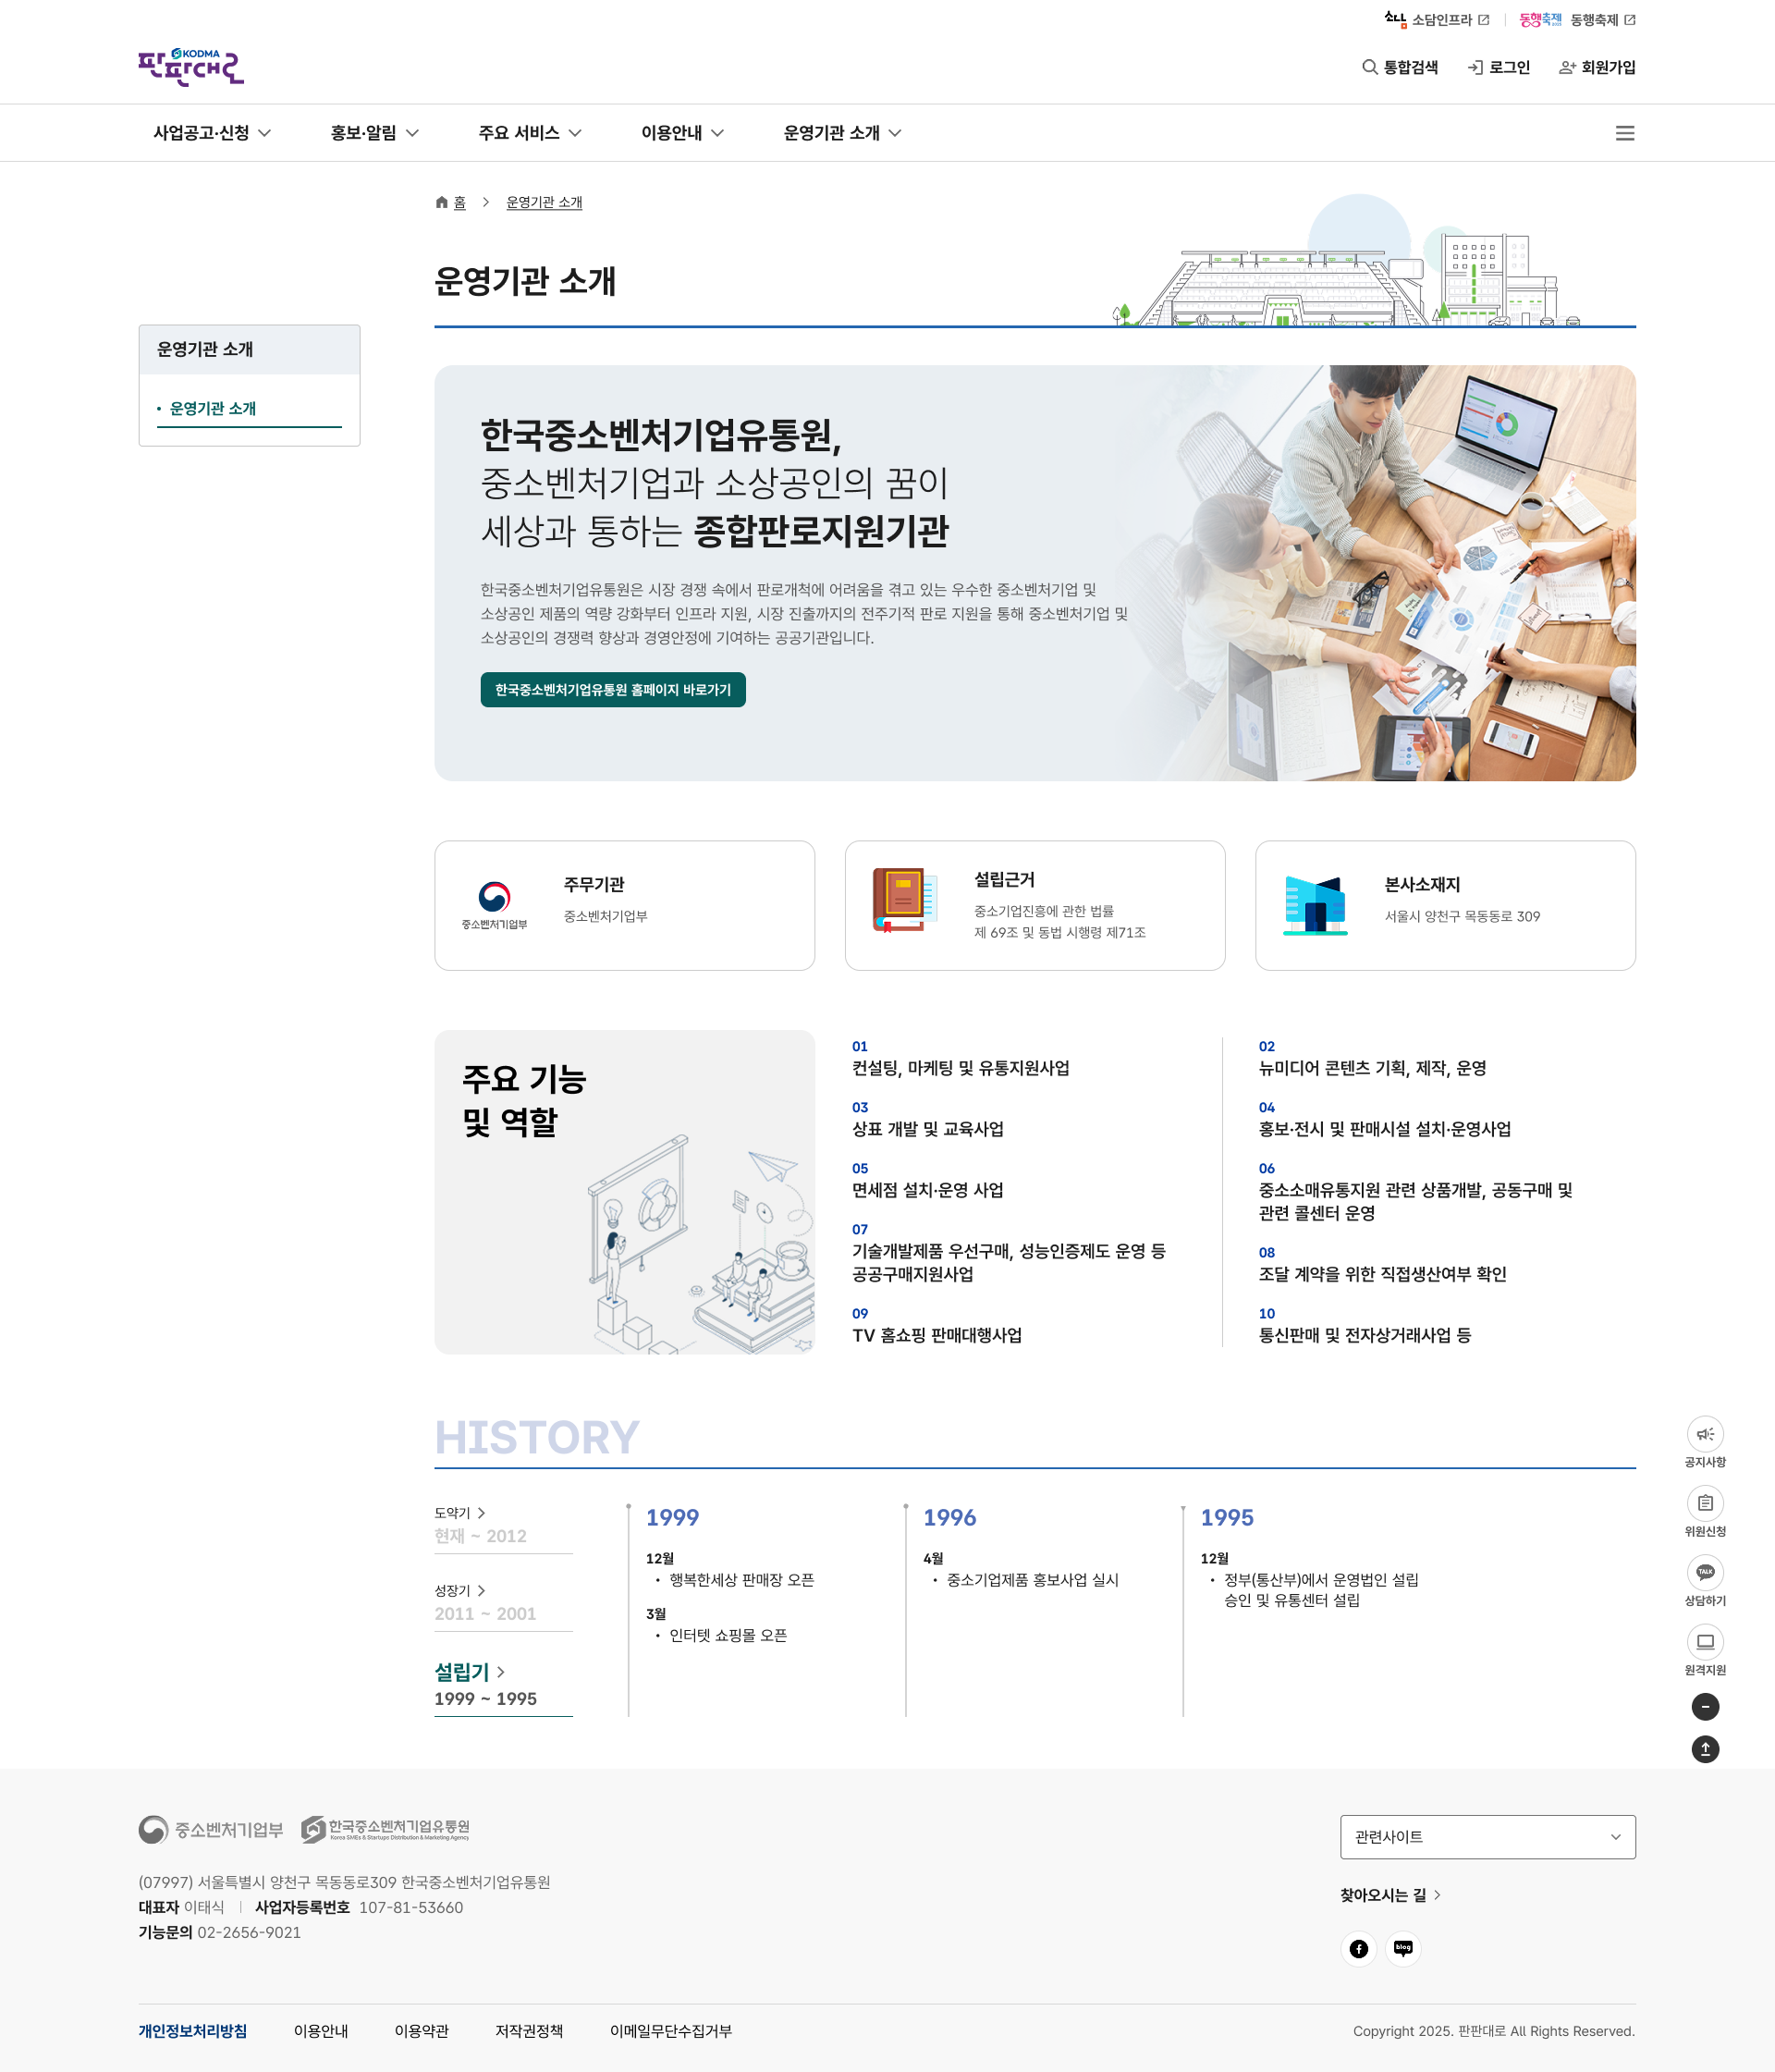 소담인프라
동행축제 동행축제
KODMA
판판대로
통합검색
로그인
회원가입
사업공고·신청
홍보·알림
주요 서비스
이용안내
운영기관 소개
홈
운영기관 소개
운영기관 소개
운영기관 소개
운영기관 소개
한국중소벤처기업유통원,
중소벤처기업과 소상공인의 꿈이
세상과 통하는 종합판로지원기관
한국중소벤처기업유통원은 시장 경쟁 속에서 판로개척에 어려움을 겪고 있는 우수한 중소벤처기업 및
소상공인 제품의 역량 강화부터 인프라 지원, 시장 진출까지의 전주기적 판로 지원을 통해 중소벤처기업 및
소상공인의 경쟁력 향상과 경영안정에 기여하는 공공기관입니다.
한국중소벤처기업유통원 홈페이지 바로가기
중소벤처기업부
주무기관
중소벤처기업부
설립근거
중소기업진흥에 관한 법률
제 69조 및 동법 시행령 제71조
본사소재지
서울시 양천구 목동동로 309
주요 기능
및 역할
01
컨설팅, 마케팅 및 유통지원사업
02
뉴미디어 콘텐츠 기획, 제작, 운영
03
상표 개발 및 교육사업
04
홍보·전시 및 판매시설 설치·운영사업
05
면세점 설치·운영 사업
06
중소소매유통지원 관련 상품개발, 공동구매 및
관련 콜센터 운영
07
기술개발제품 우선구매, 성능인증제도 운영 등
공공구매지원사업
08
조달 계약을 위한 직접생산여부 확인
09
TV 홈쇼핑 판매대행사업
10
통신판매 및 전자상거래사업 등
HISTORY
도약기
현재 ~ 2012
성장기
2011 ~ 2001
설립기
1999 ~ 1995
1999
12월
• 행복한세상 판매장 오픈
3월
• 인터텟 쇼핑몰 오픈
1996
4월
• 중소기업제품 홍보사업 실시
1995
12월
• 정부(통산부)에서 운영법인 설립
승인 및 유통센터 설립
공지사항
위원신청
TALK
상담하기
원격지원
중소벤처기업부
한국중소벤처기업유통원
Korea SMEs & Startups Distribution & Marketing Agency
(07997) 서울특별시 양천구 목동동로309 한국중소벤처기업유통원
대표자 이태식 사업자등록번호 107-81-53660
기능문의 02-2656-9021
관련사이트
찾아오시는 길
blog
개인정보처리방침
이용안내
이용약관
저작권정책
이메일무단수집거부
Copyright 2025. 판판대로 All Rights Reserved.